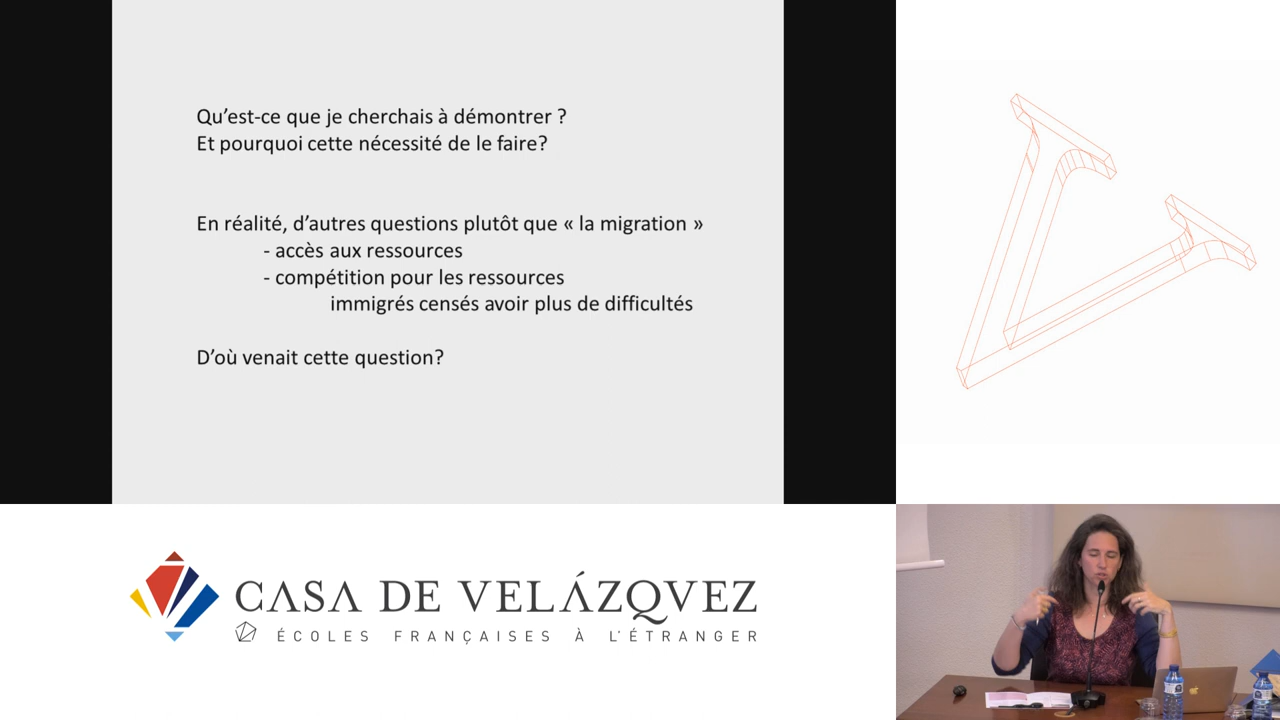 Qu'est-ce que je cherchais à démontrer ?
Et pourquoi cette nécessité de le faire?
En réalité, d'autres questions plutôt que « la migration »
- accès aux ressources
- compétition pour les ressources
immigrés censés avoir plus de difficultés
D'où venait cette question?
CASA DE VELÁZQVEZ
ÉCOLES FRANÇAISES À L'ÉTRANGER